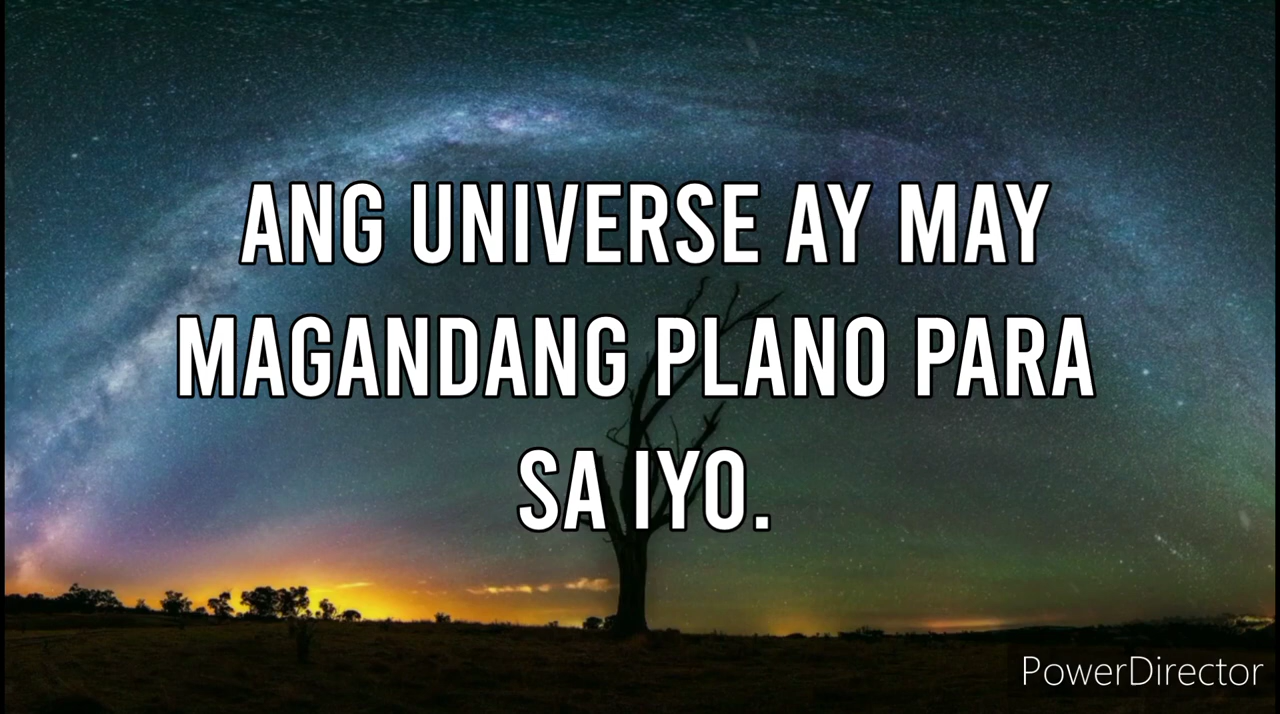 ANG UNIVERSE AY MAY
MAGANDANG PLANO PARA
SA IYO.
PowerDirector